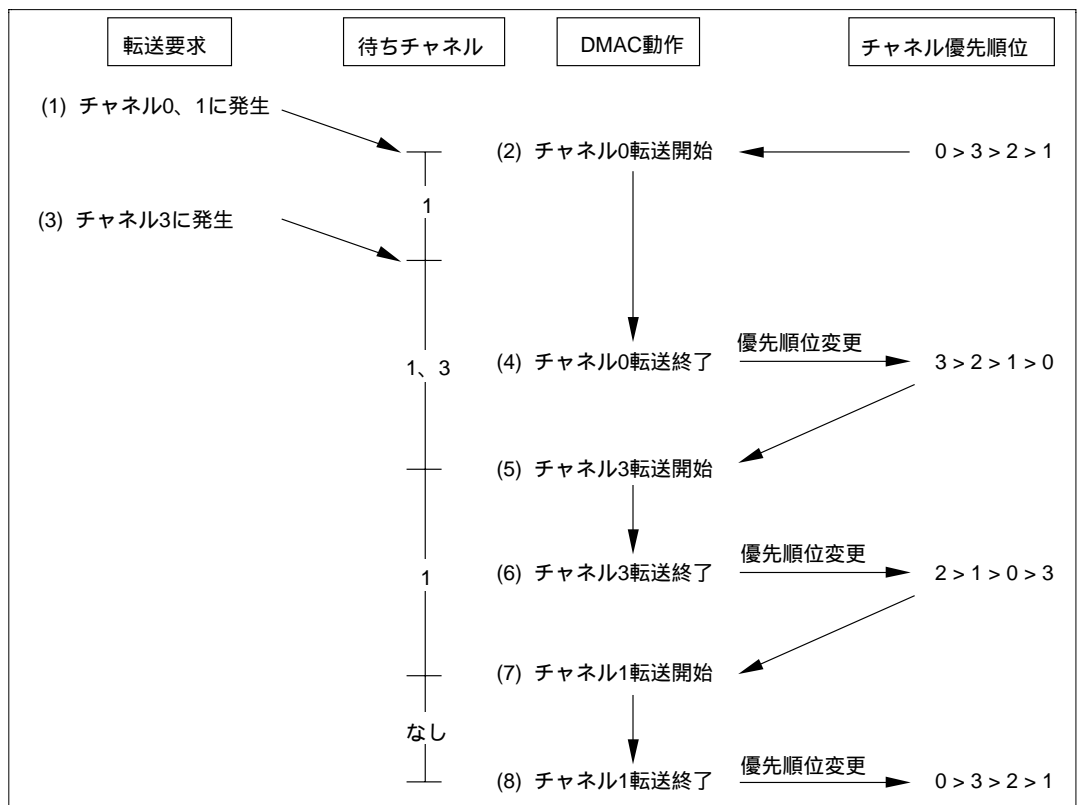 転送要求 待ちチャネル DMAC動作 チャネル優先順位
(1) チャネル0、1に発生
(2) チャネル0転送開始 0 > 3 > 2 > 1
1
(3) チャネル3に発生
優先順位変更
1、3 (4) チャネル0転送終了 3 > 2 > 1 > 0
(5) チャネル3転送開始
優先順位変更
1 (6) チャネル3転送終了 2 > 1 > 0 > 3
(7) チャネル1転送開始
なし
優先順位変更
(8) チャネル1転送終了 0 > 3 > 2 > 1